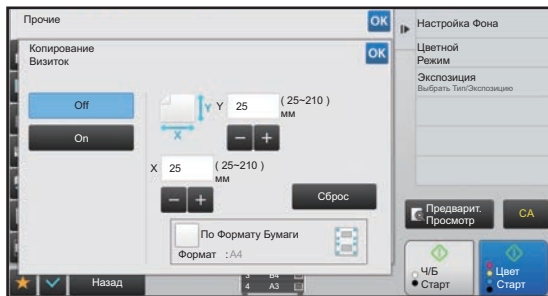 Прочие
OK
Копирование
Визиток
OK
Off
On
Y
Y
25
( 25~210 )
мм
X
X
25
( 25~210 )
мм
Сброс
По Формату Бумаги
Формат :A4
Назад
3 B4
4 A3
Настройка Фона
Цветной
Режим
Экспозиция
Выбрать Тип/Экспозицию
Предварит.
Просмотр
CA
Ч/Б
Старт
Цвет
Старт